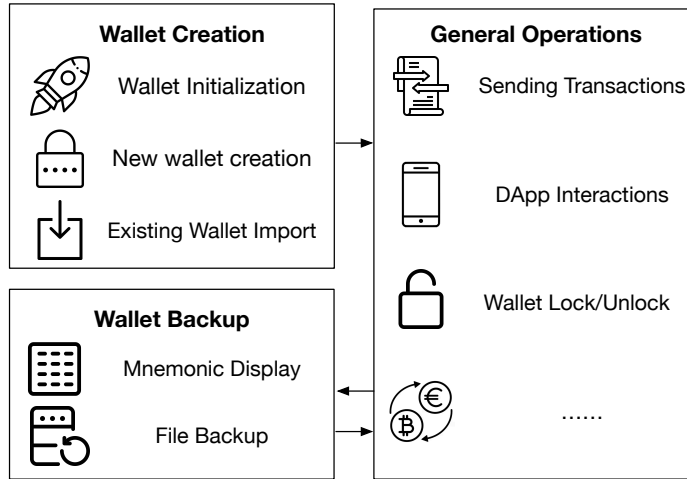 Wallet Creation
Wallet Initialization
New wallet creation
Existing Wallet Import
Wallet Backup
Mnemonic Display
File Backup
General Operations
Sending Transactions
DApp Interactions
Wallet Lock/Unlock
......